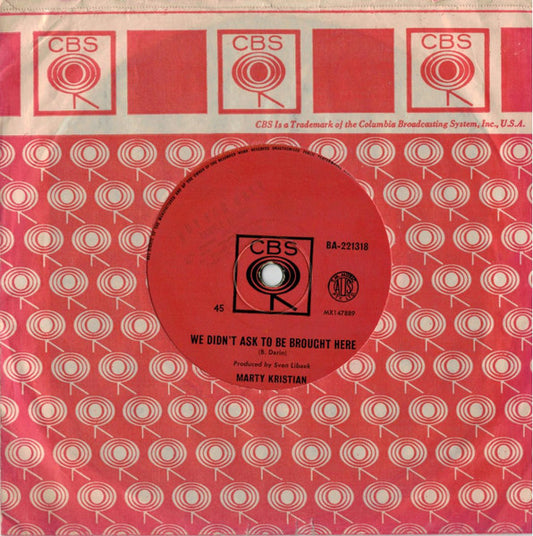 CBS CBS CBS
CBS Is a Trademark of the Columbia Broadcasting System, Inc., U.S.A.
CBS
BA-221318
45
MX147889
WE DIDN'T ASK TO BE BROUGHT HERE
(B. Darin)
Produced by Sven Libaek
MARTY KRISTIAN